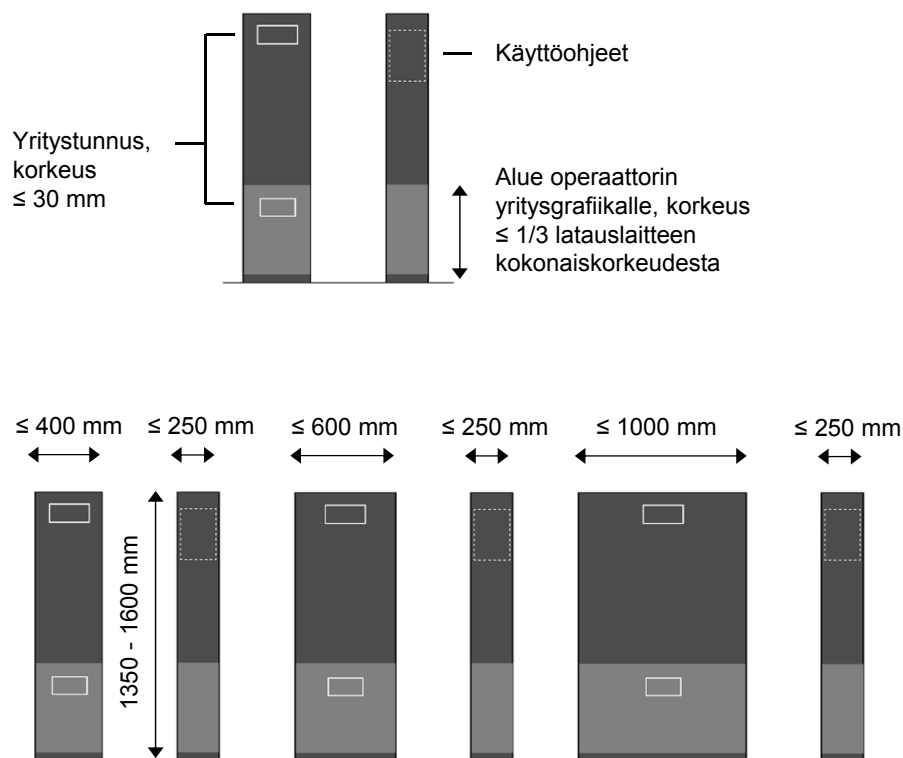 Käyttöohjeet
Yritystunnus,
korkeus
≤ 30 mm
Alue operaattorin
yritysgrafiikalle, korkeus
≤ 1/3 latauslaitteen
kokonaiskorkeudesta
≤ 400 mm
≤ 250 mm
≤ 600 mm
≤ 250 mm
≤ 1000 mm
≤ 250 mm
1350 - 1600 mm